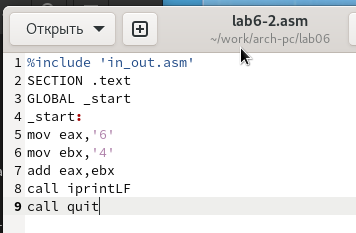 Открыть
lab6-2.asm
~/work/arch-pc/lab06
1 %include 'in_out.asm'
2 SECTION .text
3 GLOBAL _start
4 _start:
5 mov eax,'6'
6 mov ebx,'4'
7 add eax,ebx
8 call iprintLF
9 call quit